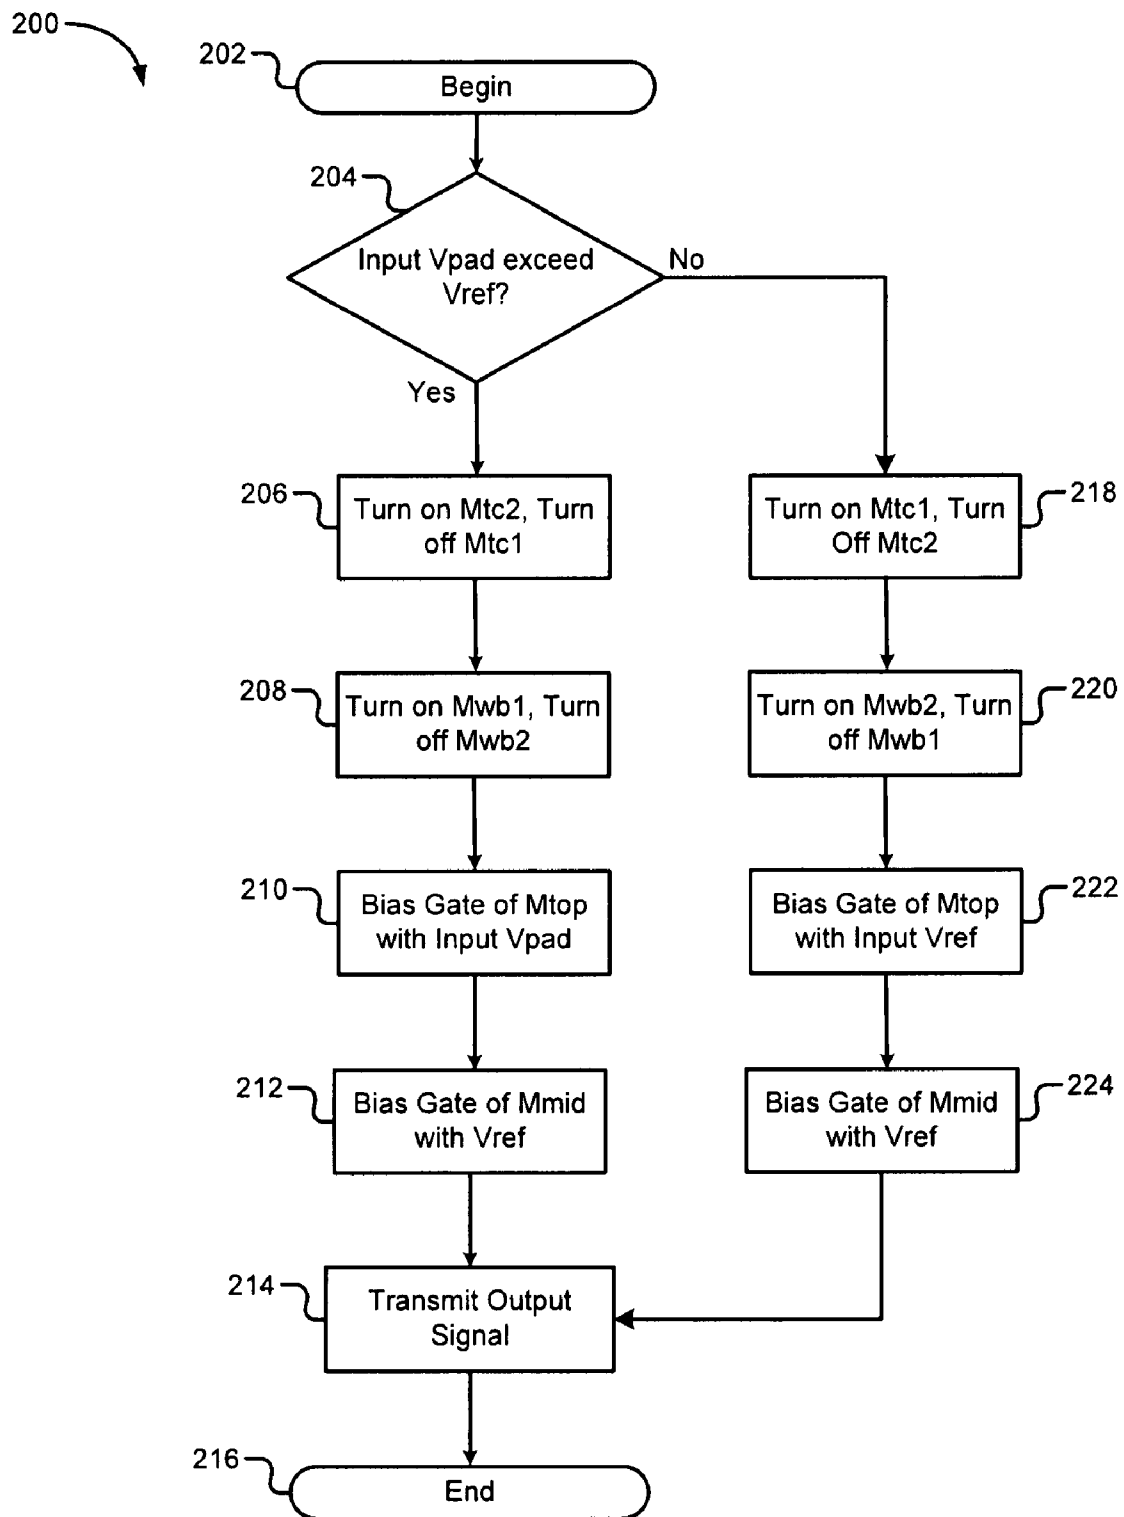 200
202
Begin
204
Input Vpad exceed
Vref?
No
Yes
206
Turn on Mtc2, Turn
off Mtc1
218
Turn on Mtc1, Turn
Off Mtc2
208
Turn on Mwb1, Turn
off Mwb2
220
Turn on Mwb2, Turn
off Mwb1
210
Bias Gate of Mtop
with Input Vpad
222
Bias Gate of Mtop
with Input Vref
212
Bias Gate of Mmid
with Vref
224
Bias Gate of Mmid
with Vref
214
Transmit Output
Signal
216
End